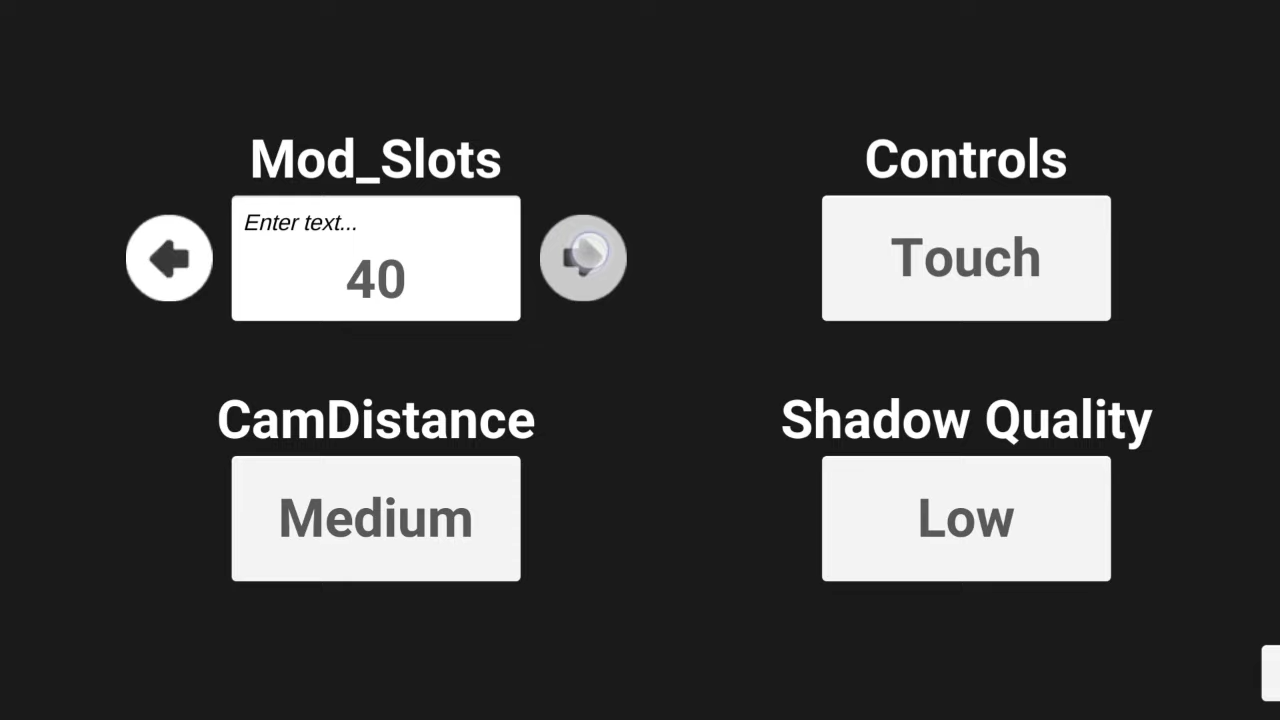 Mod_Slots
Enter text...
40
Controls
Touch
CamDistance
Medium
Shadow Quality
Low